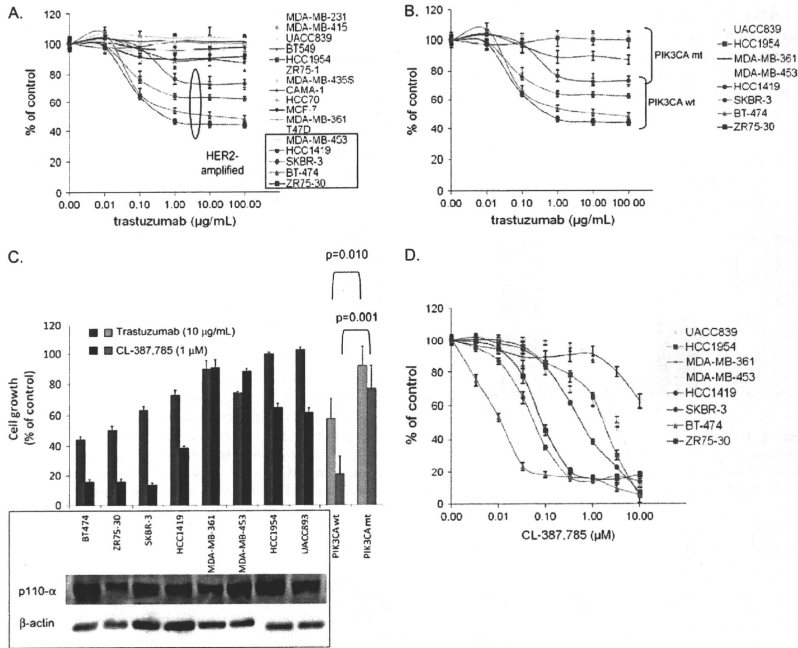 A.
120
100
80
60
40
20
0
% of control
0.00
0.01
0.10
1.00
10.00
100.00
trastuzumab (µg/mL)
HER2-
amplified
MDA-MB-231
MDA-MB-415
UACC839
BT549
HCC1954
ZR75-1
MDA-MB-435S
CAMA-1
HCC70
MCF-7
MDA-MB-361
T47D
MDA-MB-453
HCC1419
SKBR-3
BT-474
ZR75-30
B.
120
100
80
60
40
20
0
% of control
0.00
0.01
0.10
1.00
10.00
100.00
trastuzumab (µg/mL)
PIK3CA mt
PIK3CA wt
UACC839
HCC1954
MDA-MB-361
MDA-MB-453
HCC1419
SKBR-3
BT-474
ZR75-30
C.
p=0.010
p=0.001
Trastuzumab (10 µg/mL)
CL-387,785 (1 µM)
120
100
80
60
40
20
0
Cell growth
(% of control)
BT474
ZR75-30
SKBR-3
HCC1419
MDA-MB-361
MDA-MB-453
HCC1954
UACC893
PIK3CA wt
PIK3CA mt
p110-α
β-actin
D.
120
100
80
60
40
20
0
% of control
0.00
0.01
0.10
1.00
10.00
CL-387,785 (µM)
UACC839
HCC1954
MDA-MB-361
MDA-MB-453
HCC1419
SKBR-3
BT-474
ZR75-30